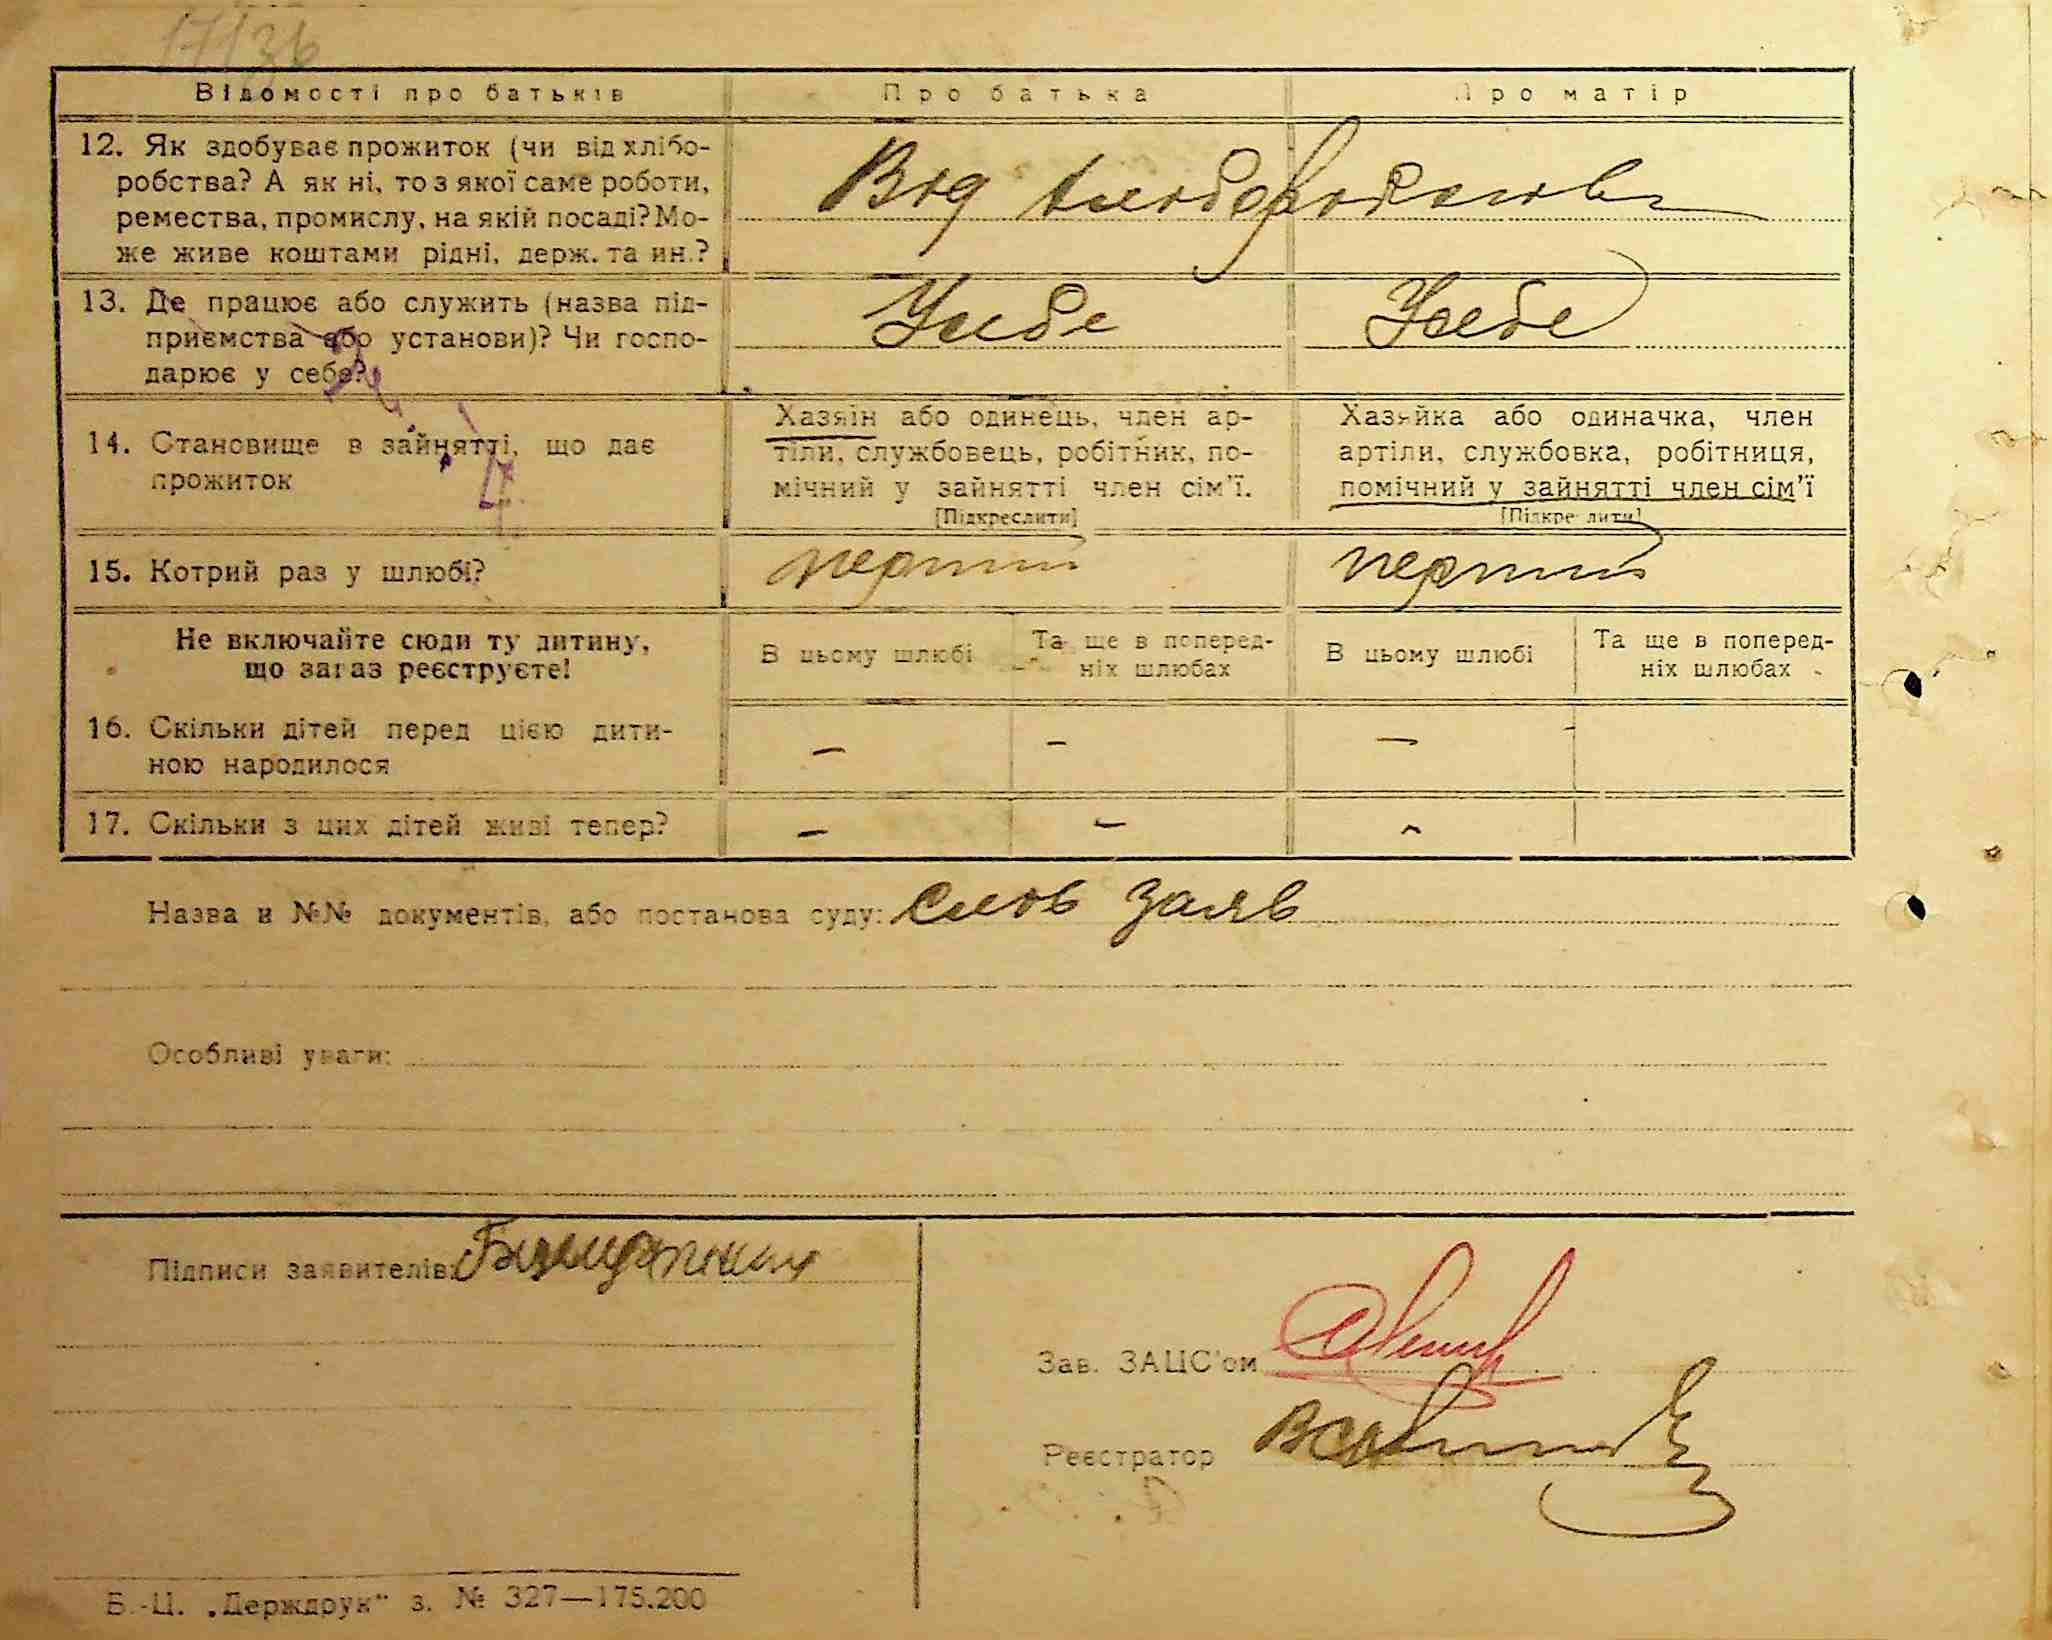 17136
Відомості про батьків
Про батька
Про матір
12. Як здобуває прожиток (чи від хлібо-
робства? А як ні, то з якої саме роботи,
ремества, промислу, на якій посаді? Мо-
же живе коштами рідні, держ. та ин.?
Від хліборобства
13. Де працює або служить (назва під-
приємства або установи)? Чи госпо-
дарює у себе?
У себе
У себе
14. Становище в зайнятті, що дає
прожиток
Хазяїн або одинець, член ар-
тіли, службовець, робітник, по-
мічний у зайнятті член сім'ї.
[Підкреслити]
Хазяйка або одиначка, член
артіли, службовка, робітниця,
помічний у зайнятті член сім'ї
[Підкреслити]
15. Котрий раз у шлюбі?
перший
перший
Не включайте сюди ту дитину,
що зараз реєструєте!
В цьому шлюбі
Та ще в поперед-
ніх шлюбах
В цьому шлюбі
Та ще в поперед-
ніх шлюбах
16. Скільки дітей перед цією дити-
ною народилося
– – –
17. Скільки з цих дітей живі тепер?
– – –
Назва и №№ документів, або постанова суду: слов заяв
Особливі уваги:
Підписи заявителів:
Зав. ЗАЦС'ом
Реєстратор
Б.-Ц. „Держдрук" з. № 327—175.200